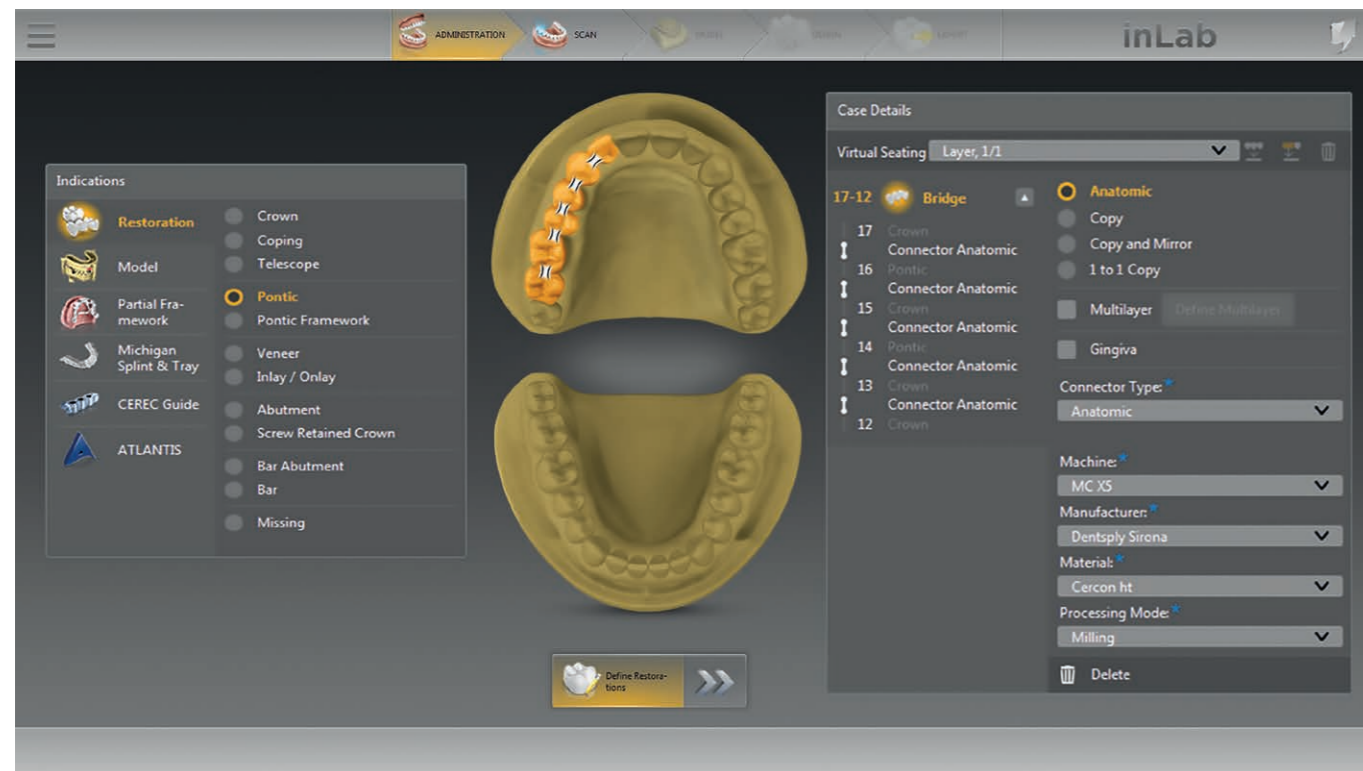 ADMINISTRATION
SCAN
inLab
Indications
Restoration
Model
Partial Fra-
mework
Michigan
Splint & Tray
CEREC Guide
ATLANTIS
Crown
Coping
Telescope
Pontic
Pontic Framework
Veneer
Inlay / Onlay
Abutment
Screw Retained Crown
Bar Abutment
Bar
Missing
Define Restora-
tions
Case Details
Virtual Seating Layer, 1/1
17-12 Bridge
17 Crown
Connector Anatomic
16 Pontic
Connector Anatomic
15 Crown
Connector Anatomic
14 Pontic
Connector Anatomic
13 Crown
Connector Anatomic
12 Crown
Anatomic
Copy
Copy and Mirror
1 to 1 Copy
Multilayer Define Multilayer
Gingiva
Connector Type:*
Anatomic
Machine:*
MC X5
Manufacturer:*
Dentsply Sirona
Material:*
Cercon ht
Processing Mode:*
Milling
Delete